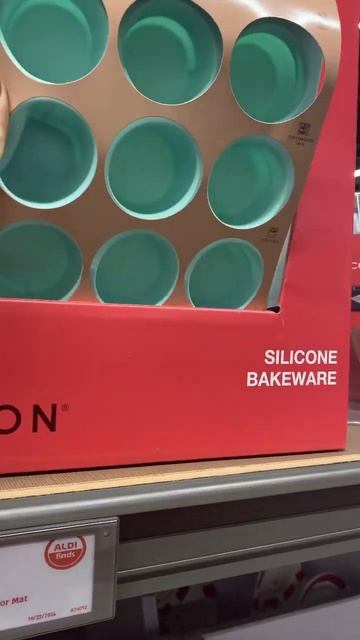 SILICONE
BAKEWARE
ON®
ALDI
finds
or Mat